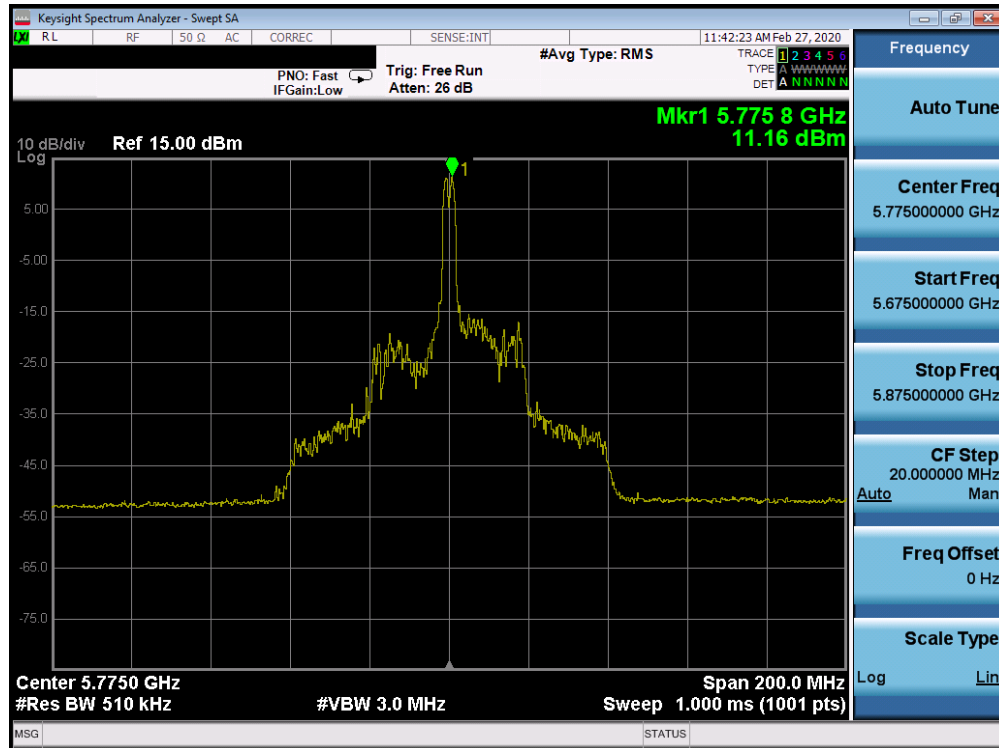 Keysight Spectrum Analyzer - Swept SA
LXI RL RF 50 Ω AC CORREC SENSE:INT 11:42:23 AM Feb 27, 2020
#Avg Type: RMS
TRACE 1 2 3 4 5 6
TYPE A WWWWW
DET A N N N N N
PNO: Fast
IFGain:Low
Trig: Free Run
Atten: 26 dB
Mkr1 5.775 8 GHz
11.16 dBm
10 dB/div
Log
Ref 15.00 dBm
1
5.00
-5.00
-15.0
-25.0
-35.0
-45.0
-55.0
-65.0
-75.0
Center 5.7750 GHz
Span 200.0 MHz
#Res BW 510 kHz
#VBW 3.0 MHz
Sweep 1.000 ms (1001 pts)
MSG
STATUS
Frequency
Auto Tune
Center Freq
5.775000000 GHz
Start Freq
5.675000000 GHz
Stop Freq
5.875000000 GHz
CF Step
20.000000 MHz
Auto Man
Freq Offset
0 Hz
Scale Type
Log Lin